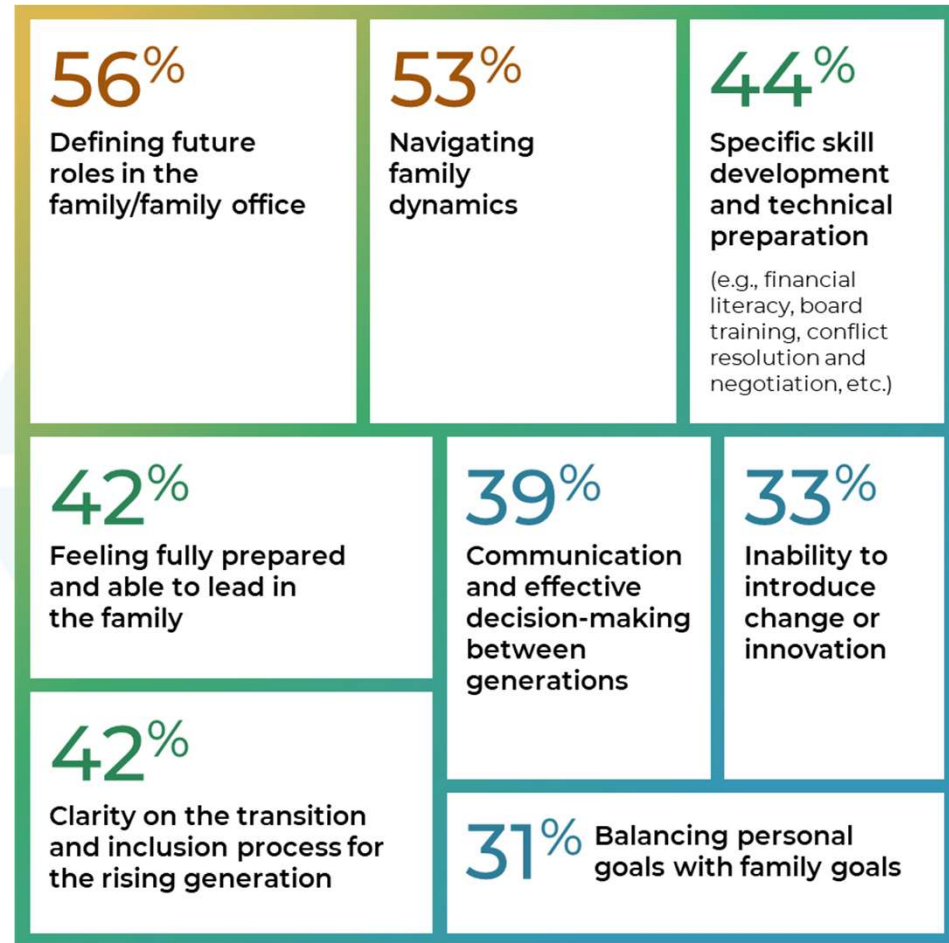 56%
Defining future
roles in the
family/family office
53%
Navigating
family
dynamics
44%
Specific skill
development
and technical
preparation
(e.g., financial
literacy, board
training, conflict
resolution and
negotiation, etc.)
42%
Feeling fully prepared
and able to lead in
the family
39%
Communication
and effective
decision-making
between
generations
33%
Inability to
introduce
change or
innovation
42%
Clarity on the transition
and inclusion process for
the rising generation
31% Balancing personal
goals with family goals